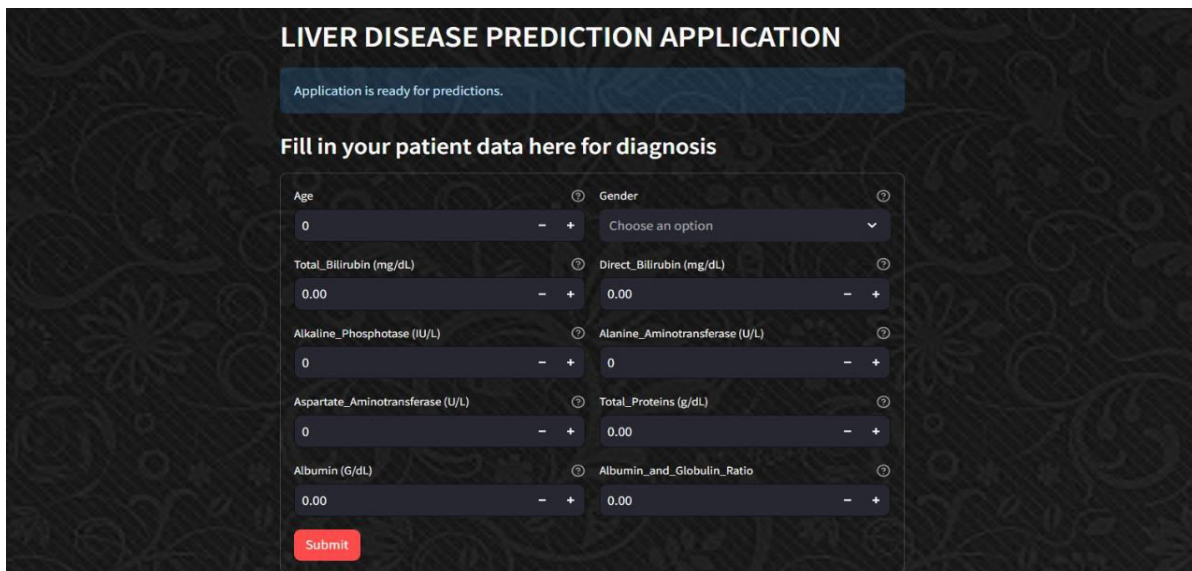 LIVER DISEASE PREDICTION APPLICATION
Application is ready for predictions.
Fill in your patient data here for diagnosis
Age
Gender
0
Choose an option
Total_Bilirubin (mg/dL)
Direct_Bilirubin (mg/dL)
0.00
0.00
Alkaline_Phosphotase (IU/L)
Alanine_Aminotransferase (U/L)
0
0
Aspartate_Aminotransferase (U/L)
Total_Proteins (g/dL)
0
0.00
Albumin (G/dL)
Albumin_and_Globulin_Ratio
0.00
0.00
Submit